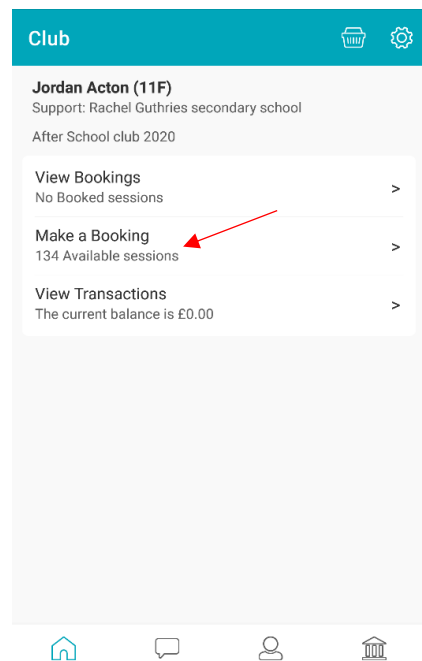 Club
Jordan Acton (11F)
Support: Rachel Guthries secondary school
After School club 2020
View Bookings
No Booked sessions
>
Make a Booking
134 Available sessions
>
View Transactions
The current balance is £0.00
>